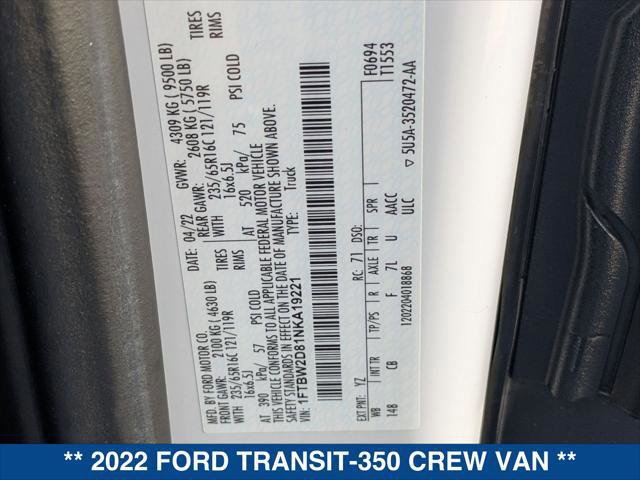 MFD. BY FORD MOTOR CO.
DATE: 04/22 GVWR: 4309 KG ( 9500 LB)
FRONT GAWR: 2100 KG ( 4630 LB) REAR GAWR: 2608 KG ( 5750 LB)
WITH 235/65R16C 121/119R TIRES WITH 235/65R16C 121/119R TIRES
16x6.5J RIMS 16x6.5J RIMS
AT 390 kPa/ 57 PSI COLD AT 520 kPa/ 75 PSI COLD
THIS VEHICLE CONFORMS TO ALL APPLICABLE FEDERAL MOTOR VEHICLE
SAFETY STANDARDS IN EFFECT ON THE DATE OF MANUFACTURE SHOWN ABOVE.
VIN: 1FTBW2D81NKA19221 TYPE: Truck
F0694
T1553
EXT PNT: YZ RC: 71 DSO:
WB INT TR TP/PS R AXLE TR SPR
148 CB F 7L U AACC
1202204018868 ULC
▽ 5U5A-3520472-AA
** 2022 FORD TRANSIT-350 CREW VAN **